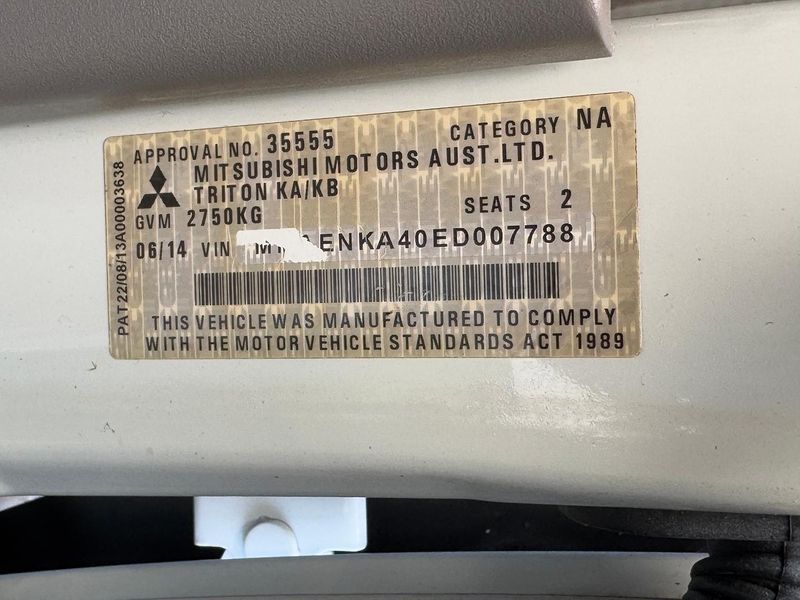 APPROVAL NO. 35555 CATEGORY NA
MITSUBISHI MOTORS AUST.LTD.
TRITON KA/KB
GVM 2750KG SEATS 2
06/14 VIN ENKA40ED007788
THIS VEHICLE WAS MANUFACTURED TO COMPLY
WITH THE MOTOR VEHICLE STANDARDS ACT 1989
PAT22/08/13A00003638